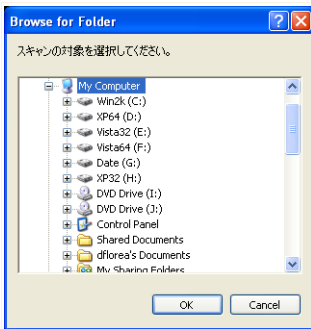 Browse for Folder
スキャンの対象を選択してください。
My Computer
Win2k (C:)
XP64 (D:)
Vista32 (E:)
Vista64 (F:)
Date (G:)
XP32 (H:)
DVD Drive (I:)
DVD Drive (J:)
Control Panel
Shared Documents
dflorea's Documents
My Sharing Folders
OK Cancel